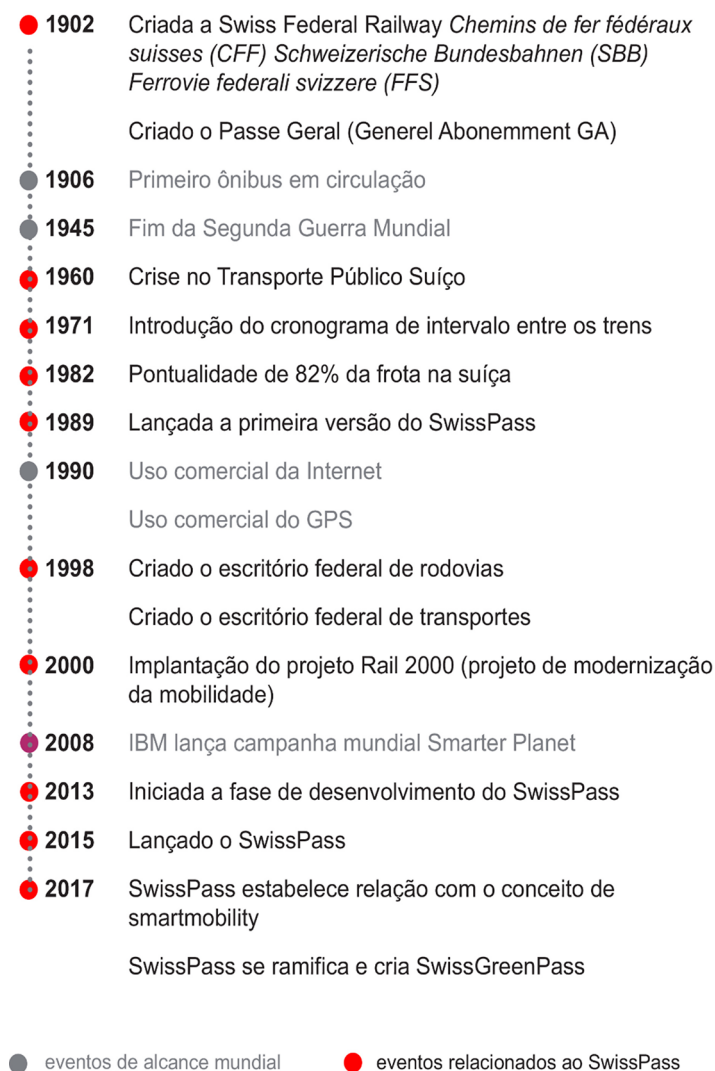 1902 Criada a Swiss Federal Railway Chemins de fer fédéraux
suisses (CFF) Schweizerische Bundesbahnen (SBB)
Ferrovie federali svizzere (FFS)
Criado o Passe Geral (Generel Abonemment GA)
1906 Primeiro ônibus em circulação
1945 Fim da Segunda Guerra Mundial
1960 Crise no Transporte Público Suíço
1971 Introdução do cronograma de intervalo entre os trens
1982 Pontualidade de 82% da frota na suíça
1989 Lançada a primeira versão do SwissPass
1990 Uso comercial da Internet
Uso comercial do GPS
1998 Criado o escritório federal de rodovias
Criado o escritório federal de transportes
2000 Implantação do projeto Rail 2000 (projeto de modernização
da mobilidade)
2008 IBM lança campanha mundial Smarter Planet
2013 Iniciada a fase de desenvolvimento do SwissPass
2015 Lançado o SwissPass
2017 SwissPass estabelece relação com o conceito de
smartmobility
SwissPass se ramifica e cria SwissGreenPass
eventos de alcance mundial eventos relacionados ao SwissPass